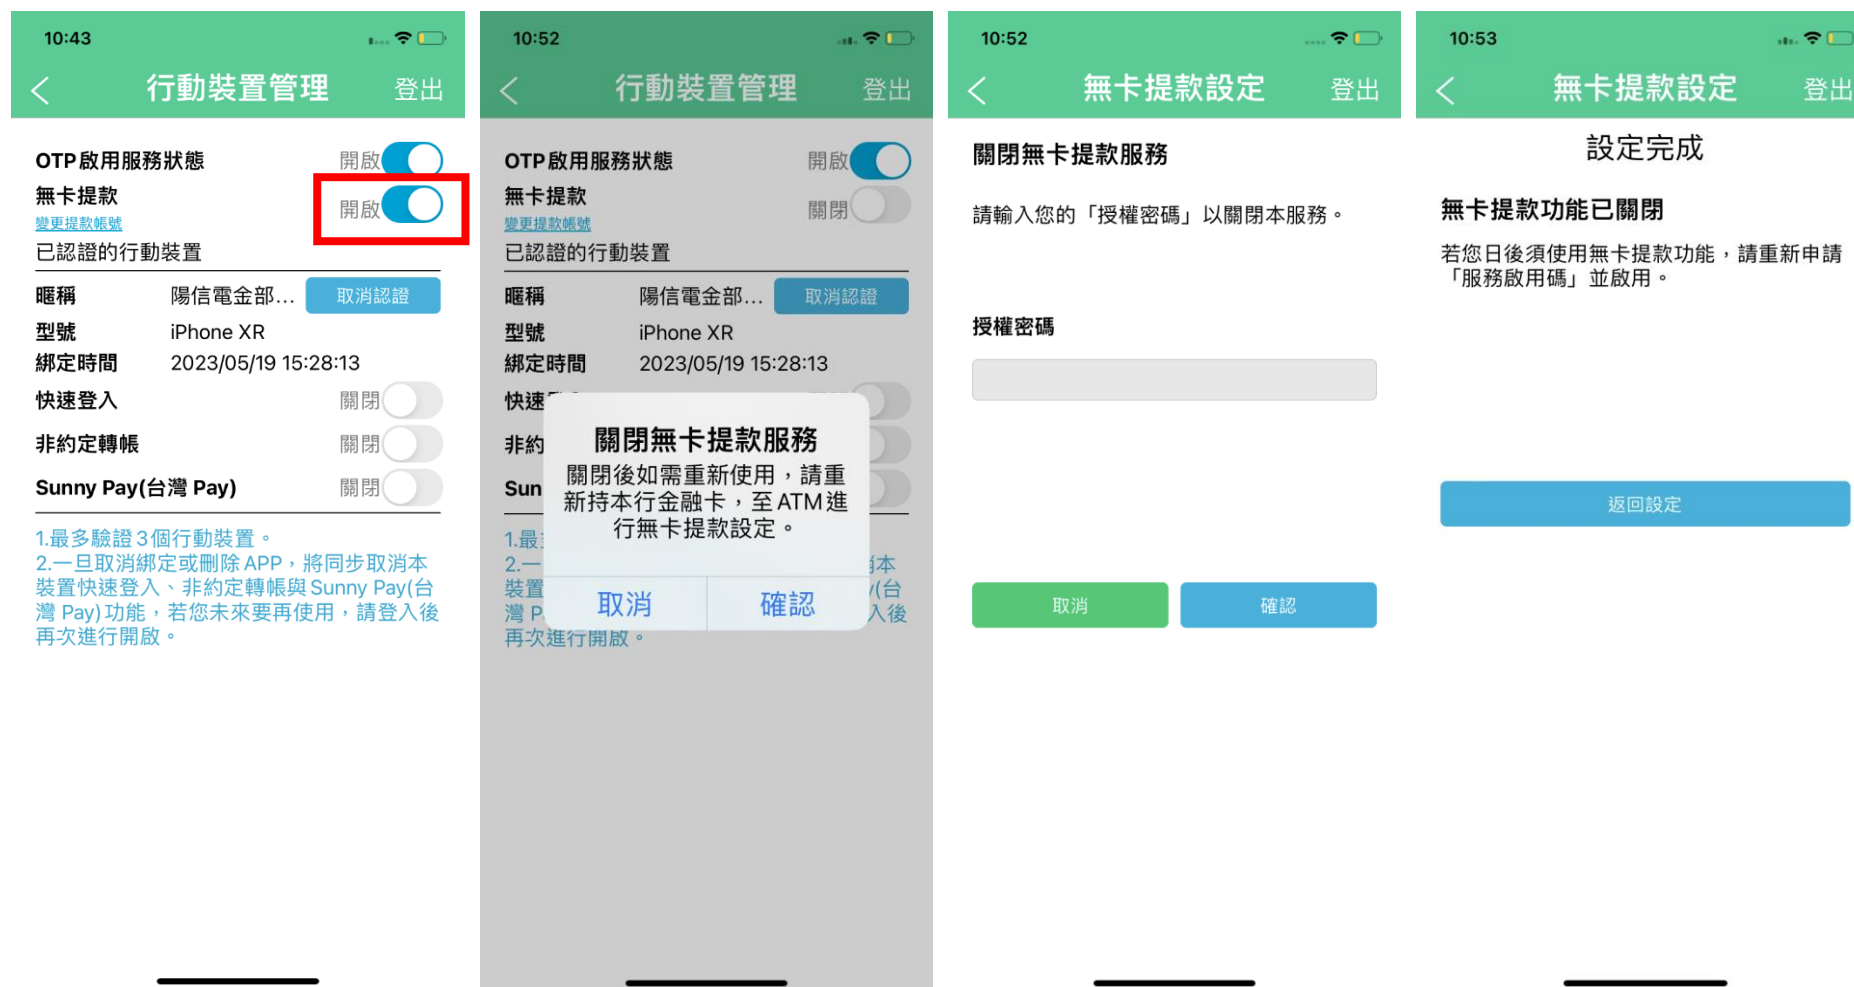 10:43
行動裝置管理
登出
OTP啟用服務狀態
開啟
無卡提款
開啟
變更提款帳號
已認證的行動裝置
暱稱
陽信電金部...
取消認證
型號
iPhone XR
綁定時間
2023/05/19 15:28:13
快速登入
關閉
非約定轉帳
關閉
Sunny Pay(台灣 Pay)
關閉
1.最多驗證3個行動裝置。
2.一旦取消綁定或刪除APP，將同步取消本
裝置快速登入、非約定轉帳與Sunny Pay(台
灣 Pay)功能，若您未來要再使用，請登入後
再次進行開啟。
10:52
行動裝置管理
登出
OTP啟用服務狀態
開啟
無卡提款
關閉
變更提款帳號
已認證的行動裝置
暱稱
陽信電金部...
取消認證
型號
iPhone XR
綁定時間
2023/05/19 15:28:13
快速
非約
Sun
關閉無卡提款服務
關閉後如需重新使用，請重
新持本行金融卡，至ATM進
行無卡提款設定。
取消
確認
1.最
2.一
消本
裝置
y(台
灣 P
入後
再次進行開啟。
10:52
無卡提款設定
登出
關閉無卡提款服務
請輸入您的「授權密碼」以關閉本服務。
授權密碼
取消
確認
10:53
無卡提款設定
登出
設定完成
無卡提款功能已關閉
若您日後須使用無卡提款功能，請重新申請
「服務啟用碼」並啟用。
返回設定